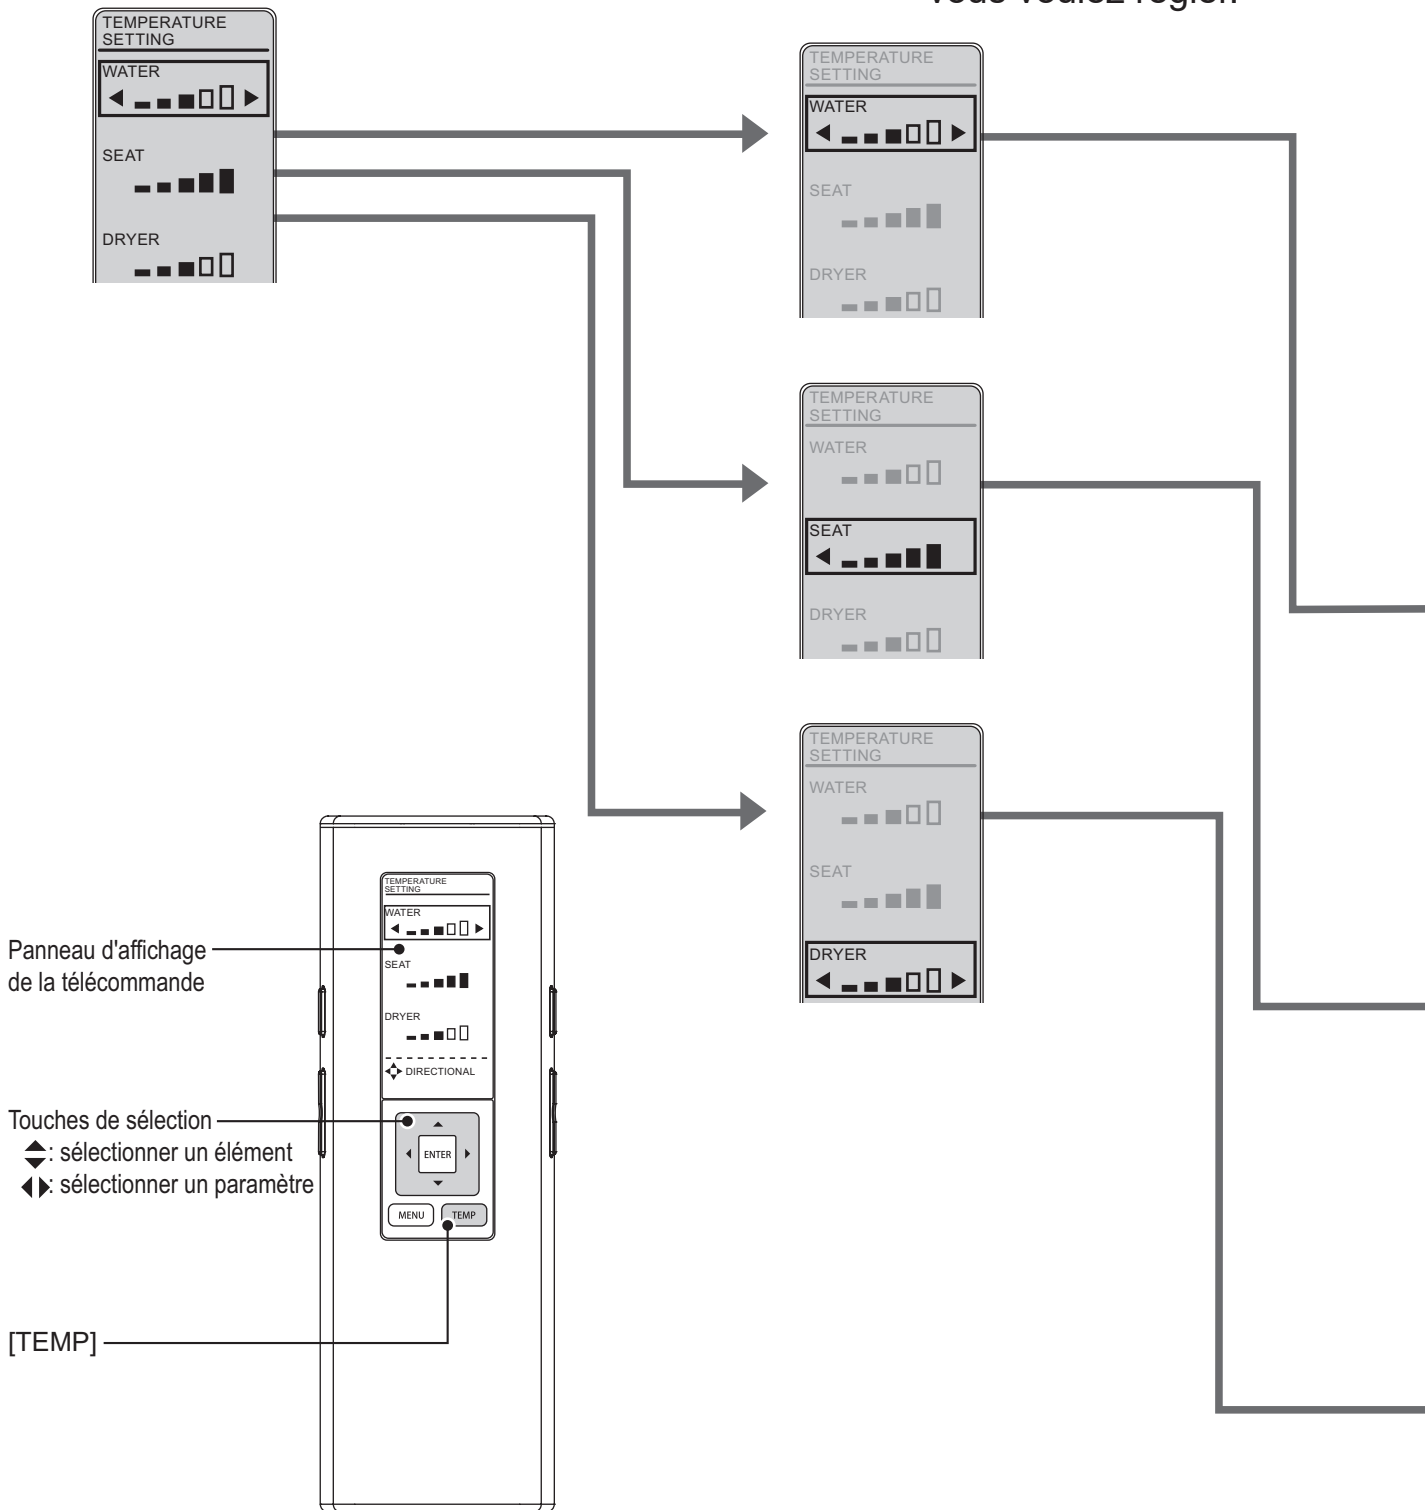 vous voulez régler.
TEMPERATURE
SETTING
WATER
SEAT
DRYER
TEMPERATURE
SETTING
WATER
SEAT
DRYER
TEMPERATURE
SETTING
WATER
SEAT
DRYER
TEMPERATURE
SETTING
WATER
SEAT
DRYER
TEMPERATURE
SETTING
WATER
SEAT
DRYER
DIRECTIONAL
ENTER
MENU
TEMP
Panneau d'affichage
de la télécommande
Touches de sélection
: sélectionner un élément
: sélectionner un paramètre
[TEMP]